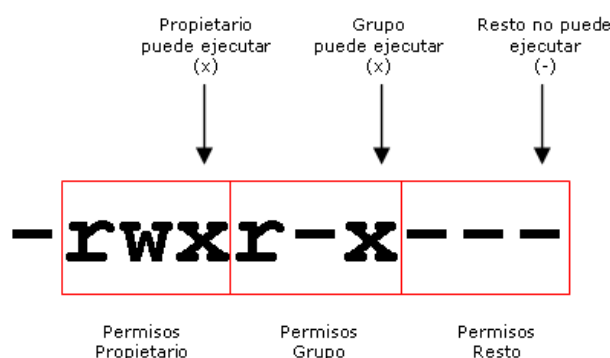 Propietario
puede ejecutar
(x)
Grupo
puede ejecutar
(x)
Resto no puede
ejecutar
(-)
-rwxr-x---
Permisos
Propietario
Permisos
Grupo
Permisos
Resto